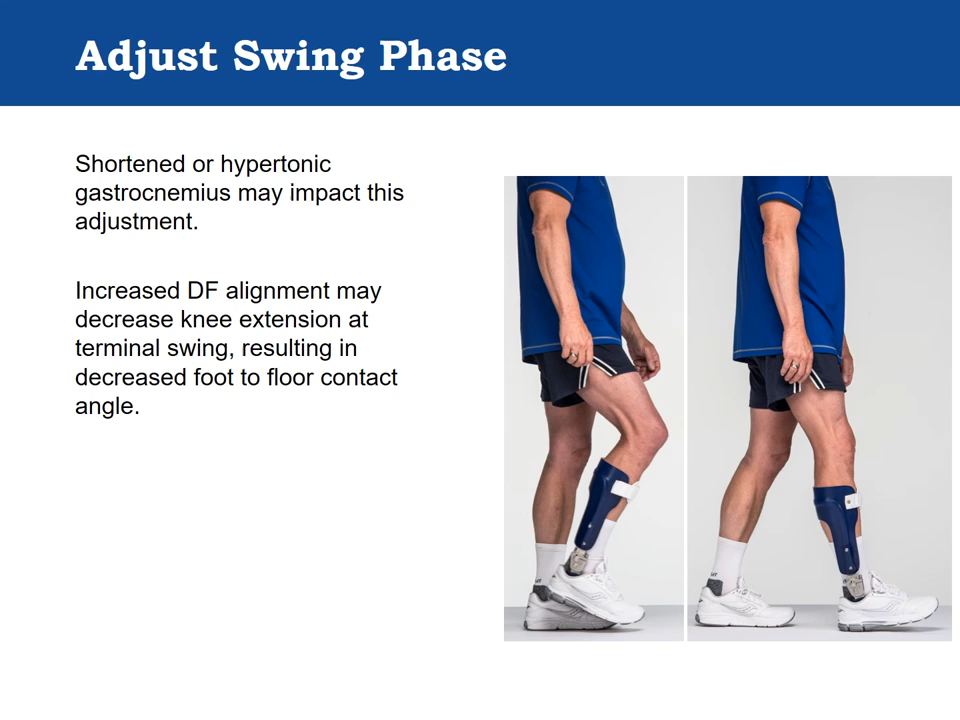 Adjust Swing Phase
Shortened or hypertonic
gastrocnemius may impact this
adjustment.
Increased DF alignment may
decrease knee extension at
terminal swing, resulting in
decreased foot to floor contact
angle.